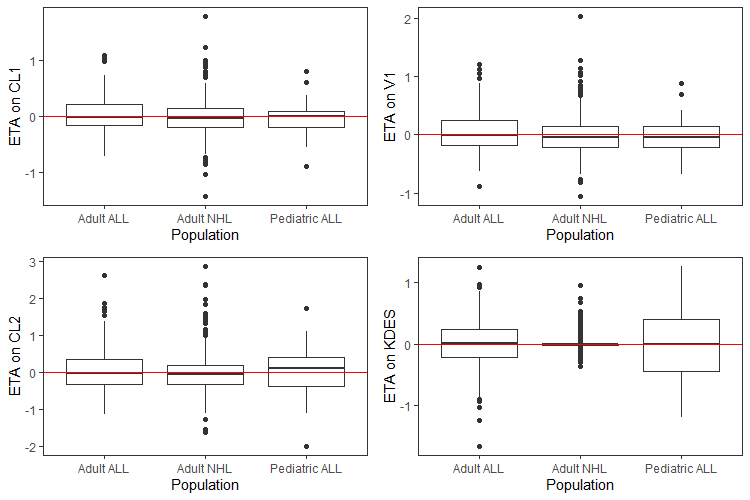 ETA on CL1
1
0
-1
Adult ALL Adult NHL Pediatric ALL
Population
ETA on V1
2
1
0
-1
Adult ALL Adult NHL Pediatric ALL
Population
ETA on CL2
3
2
1
0
-1
-2
Adult ALL Adult NHL Pediatric ALL
Population
ETA on KDES
1
0
-1
Adult ALL Adult NHL Pediatric ALL
Population